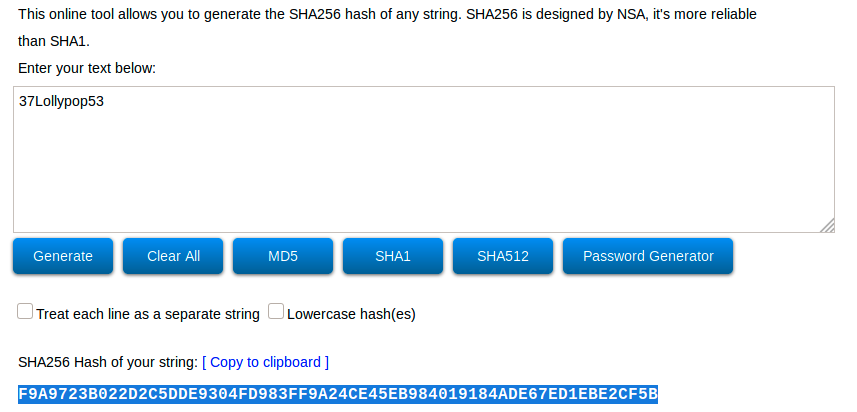 This online tool allows you to generate the SHA256 hash of any string. SHA256 is designed by NSA, it's more reliable
than SHA1.
Enter your text below:
37Lollypop53
Generate Clear All MD5 SHA1 SHA512 Password Generator
Treat each line as a separate string Lowercase hash(es)
SHA256 Hash of your string: [ Copy to clipboard ]
F9A9723B022D2C5DDE9304FD983FF9A24CE45EB984019184ADE67ED1EBE2CF5B